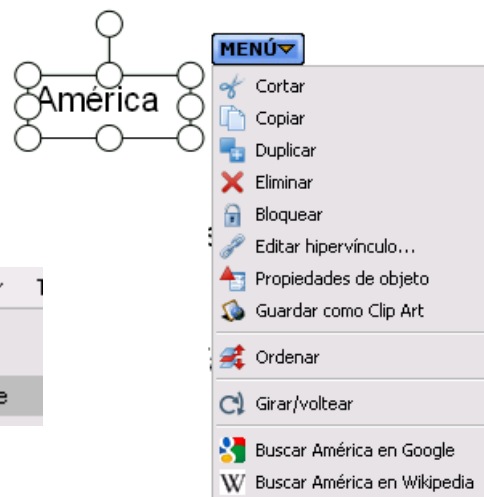 América
MENÚ
Cortar
Copiar
Duplicar
Eliminar
Bloquear
Editar hipervínculo...
Propiedades de objeto
Guardar como Clip Art
Ordenar
Girar/voltear
Buscar América en Google
Buscar América en Wikipedia